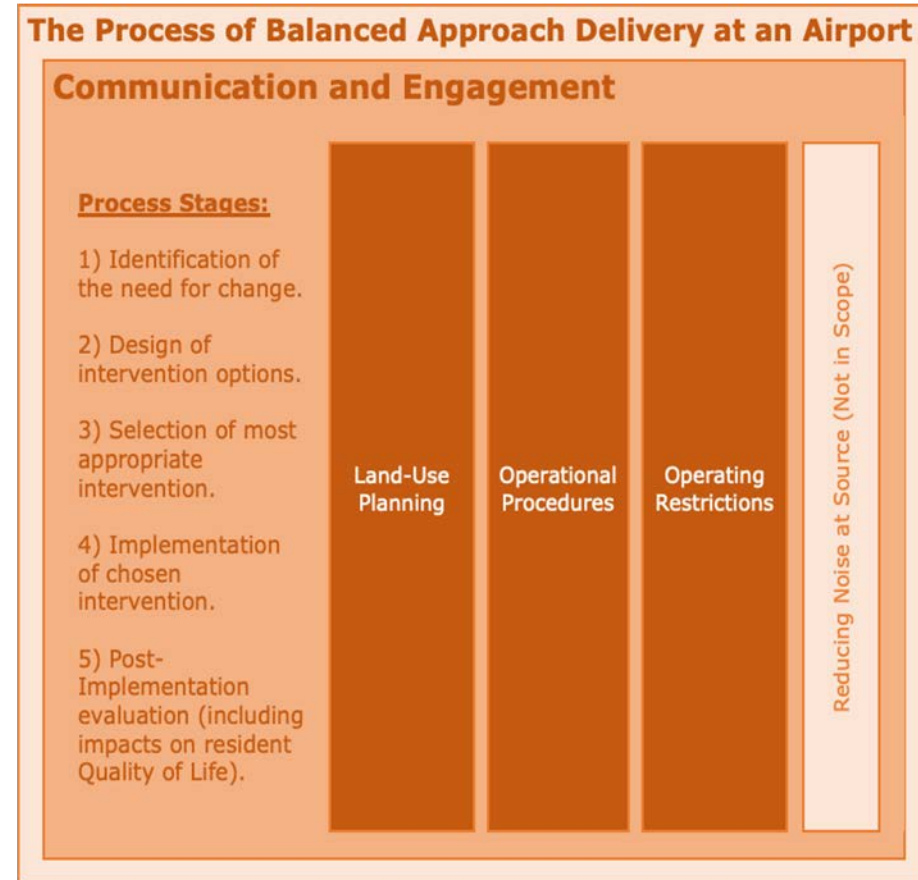 The Process of Balanced Approach Delivery at an Airport
Communication and Engagement
Process Stages:
1) Identification of
the need for change.
2) Design of
intervention options.
3) Selection of most
appropriate
intervention.
4) Implementation
of chosen
intervention.
5) Post-
Implementation
evaluation (including
impacts on resident
Quality of Life).
Land-Use
Planning
Operational
Procedures
Operating
Restrictions
Reducing Noise at Source (Not in Scope)